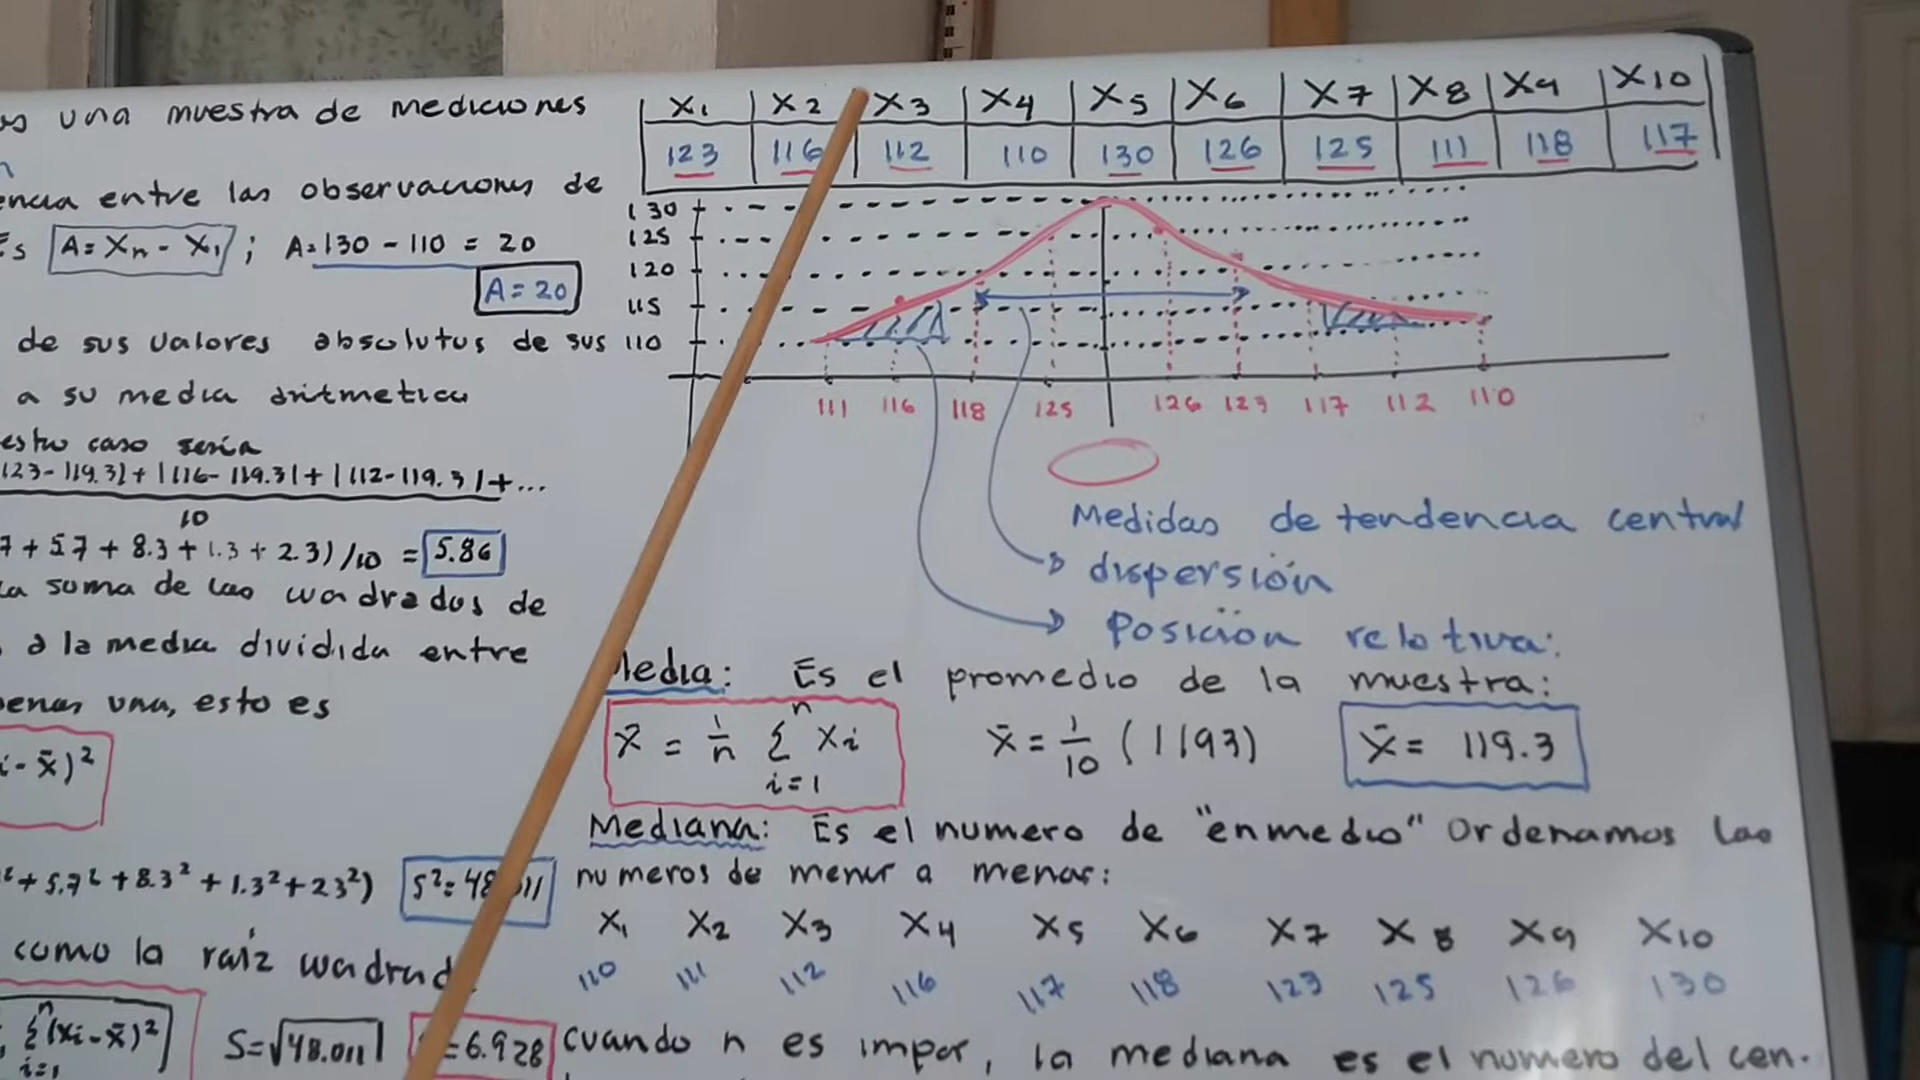 una muestra de mediciones
entre las observaciones de
A = Xn - X1 ; A = 130 - 110 = 20
A = 20
de sus valores absolutos de sus
a su media aritmetica
caso seria
123-119.3|+|116-119.3|+|112-119.3|+...
10
7+5.7+8.3+1.3+2.3)/10 = 5.86
la suma de los cuadrados de
a la media dividida entre
una, esto es
i-x̄)²
+5.7²+8.3²+1.3²+23²)
como la raiz
n
Σ(xi-x̄)²
i=1
S=√48.011
=6.928
X1 X2 X3 X4 X5 X6 X7 X8 X9 X10
123 116 112 110 130 126 125 111 118 117
130
125
120
115
110
111 116 118 125 126 123 117 112 110
Medidas de tendencia central
dispersión
posición relativa:
Media: Es el promedio de la muestra:
x̄ = 1/n Σ xi
n
i=1
x̄ = 1/10 (1193)
x̄ = 119.3
Mediana: Es el numero de "enmedio" Ordenamos los
numeros de menor a menar:
X1 X2 X3 X4 X5 X6 X7 X8 X9 X10
110 111 112 116 117 118 123 125 126 130
cuando n es impar, la mediana es el numero del cen.